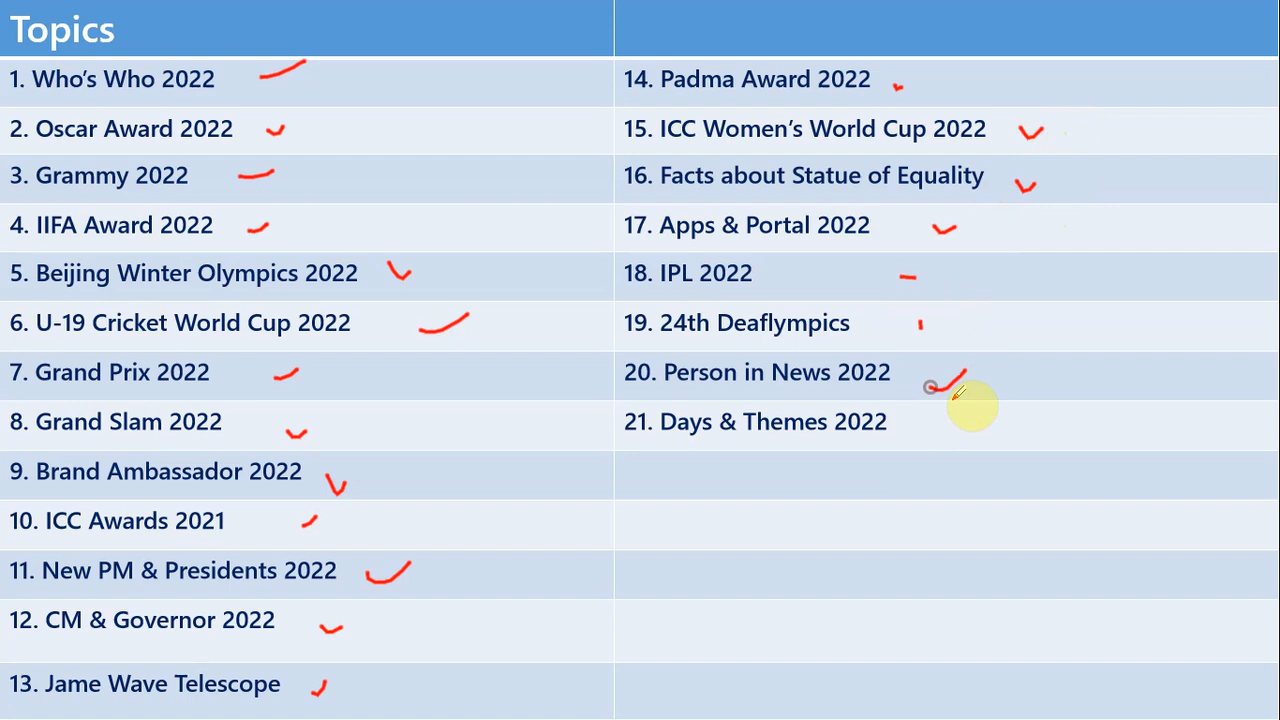 Topics
1. Who's Who 2022
2. Oscar Award 2022
3. Grammy 2022
4. IIFA Award 2022
5. Beijing Winter Olympics 2022
6. U-19 Cricket World Cup 2022
7. Grand Prix 2022
8. Grand Slam 2022
9. Brand Ambassador 2022
10. ICC Awards 2021
11. New PM & Presidents 2022
12. CM & Governor 2022
13. Jame Wave Telescope
14. Padma Award 2022
15. ICC Women's World Cup 2022
16. Facts about Statue of Equality
17. Apps & Portal 2022
18. IPL 2022
19. 24th Deaflympics
20. Person in News 2022
21. Days & Themes 2022